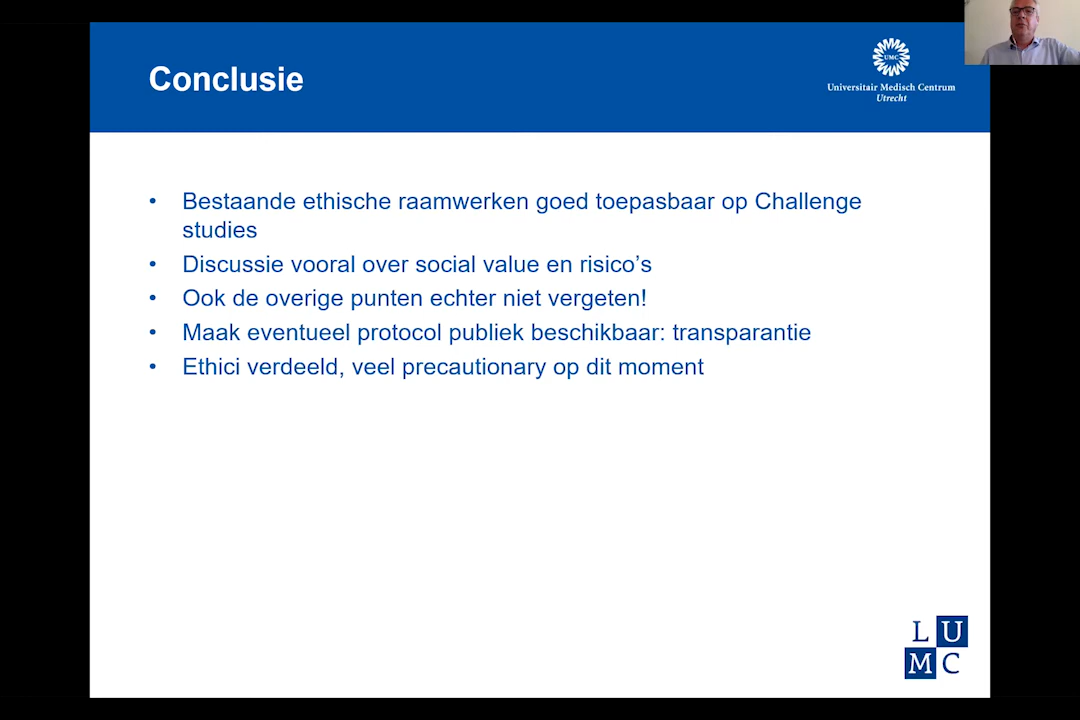 Conclusie
UMC
Universitair Medisch Centrum
Utrecht
• Bestaande ethische raamwerken goed toepasbaar op Challenge
studies
• Discussie vooral over social value en risico’s
• Ook de overige punten echter niet vergeten!
• Maak eventueel protocol publiek beschikbaar: transparantie
• Ethici verdeeld, veel precautionary op dit moment
L U
M C